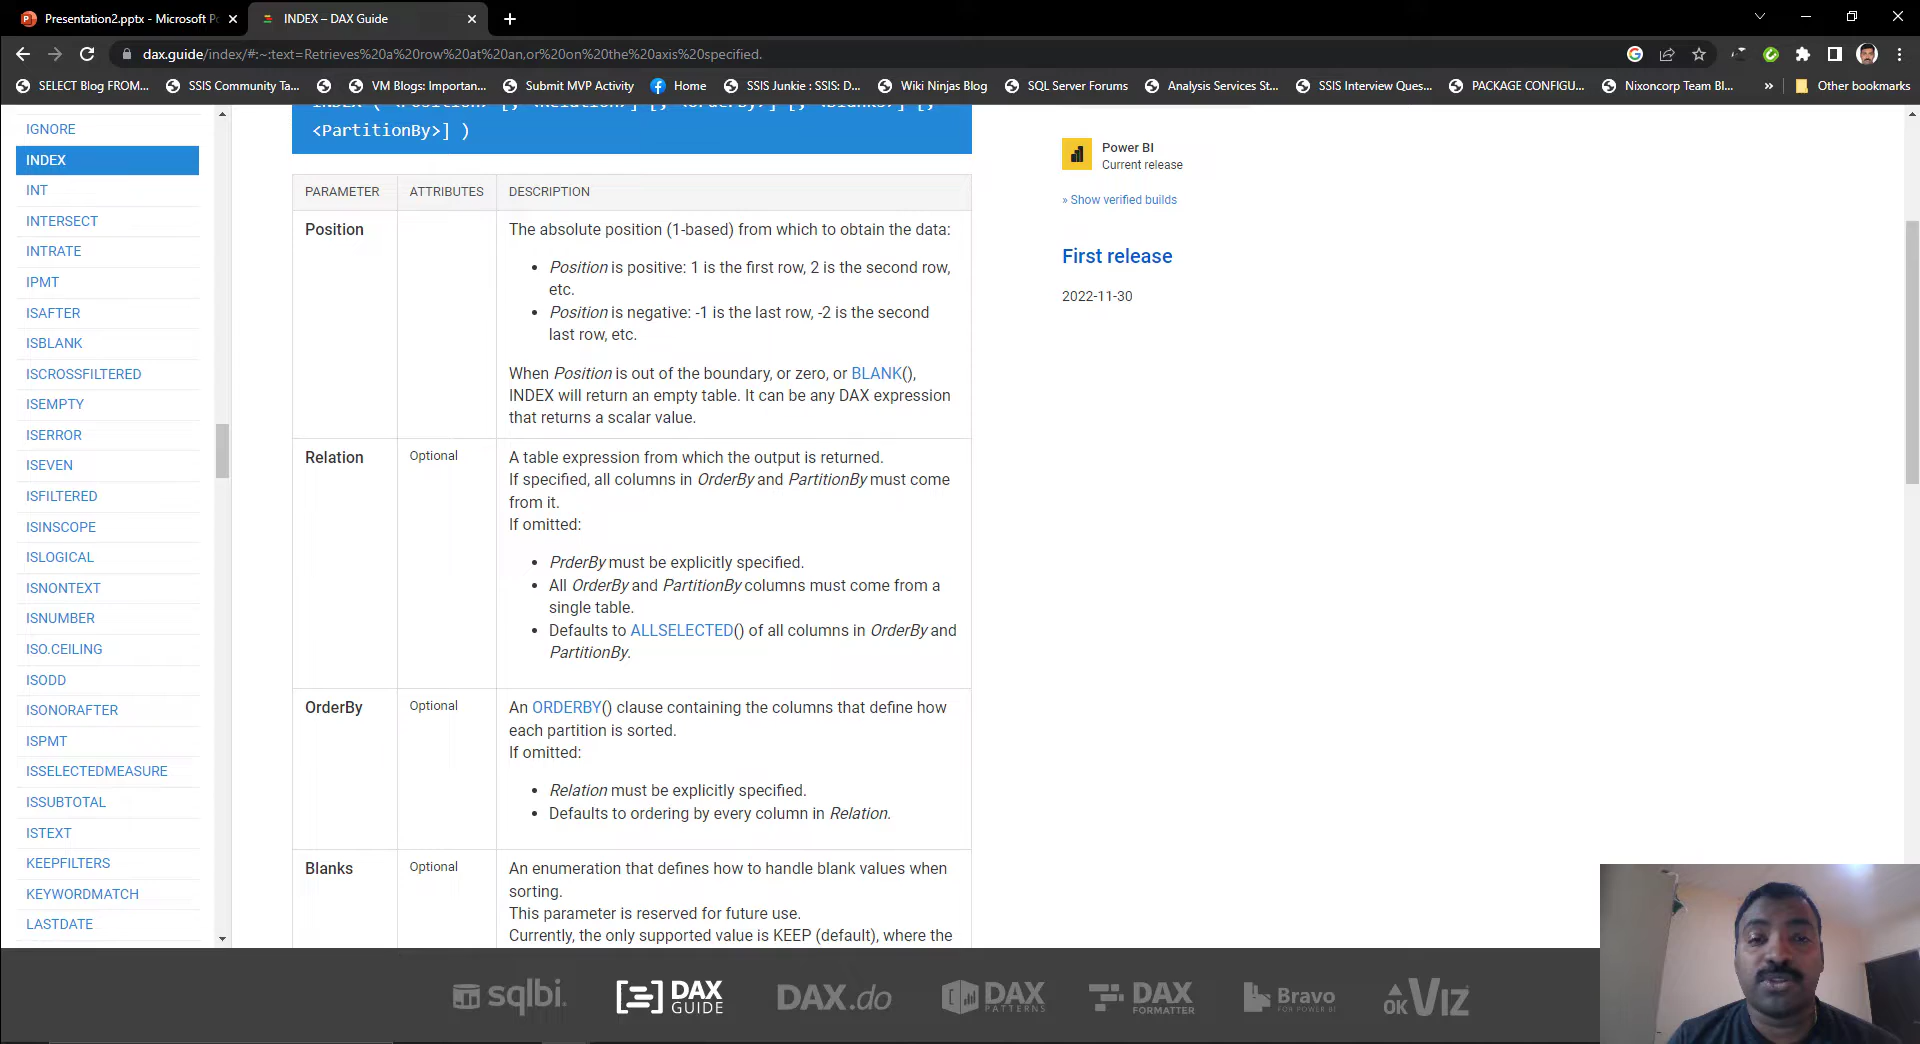 Presentation2.pptx - Microsoft Po
INDEX – DAX Guide
dax.guide/index/#:~:text=Retrieves%20a%20row%20at%20an,or%20on%20the%20axis%20specified.
SELECT Blog FROM...
SSIS Community Ta...
VM Blogs: Importan...
Submit MVP Activity
Home
SSIS Junkie : SSIS: D...
Wiki Ninjas Blog
SQL Server Forums
Analysis Services St...
SSIS Interview Ques...
PACKAGE CONFIGU...
Nixoncorp Team Bl...
»
Other bookmarks
IGNORE
INDEX
INT
INTERSECT
INTRATE
IPMT
ISAFTER
ISBLANK
ISCROSSFILTERED
ISEMPTY
ISERROR
ISEVEN
ISFILTERED
ISINSCOPE
ISLOGICAL
ISNONTEXT
ISNUMBER
ISO.CEILING
ISODD
ISONORAFTER
ISPMT
ISSELECTEDMEASURE
ISSUBTOTAL
ISTEXT
KEEPFILTERS
KEYWORDMATCH
LASTDATE
INDEX ( <Position> [, <Relation>] [, <OrderBy>] [, <Blanks>] [,
<PartitionBy>] )
PARAMETER ATTRIBUTES DESCRIPTION
Position
The absolute position (1-based) from which to obtain the data:
• Position is positive: 1 is the first row, 2 is the second row,
etc.
• Position is negative: -1 is the last row, -2 is the second
last row, etc.
When Position is out of the boundary, or zero, or BLANK(),
INDEX will return an empty table. It can be any DAX expression
that returns a scalar value.
Relation Optional A table expression from which the output is returned.
If specified, all columns in OrderBy and PartitionBy must come
from it.
If omitted:
• PrderBy must be explicitly specified.
• All OrderBy and PartitionBy columns must come from a
single table.
• Defaults to ALLSELECTED() of all columns in OrderBy and
PartitionBy.
OrderBy Optional An ORDERBY() clause containing the columns that define how
each partition is sorted.
If omitted:
• Relation must be explicitly specified.
• Defaults to ordering by every column in Relation.
Blanks Optional An enumeration that defines how to handle blank values when
sorting.
This parameter is reserved for future use.
Currently, the only supported value is KEEP (default), where the
Power BI
Current release
» Show verified builds
First release
2022-11-30
sqlbi.
DAX GUIDE
DAX.do
DAX PATTERNS
DAX FORMATTER
Bravo FOR POWER BI
OK VIZ